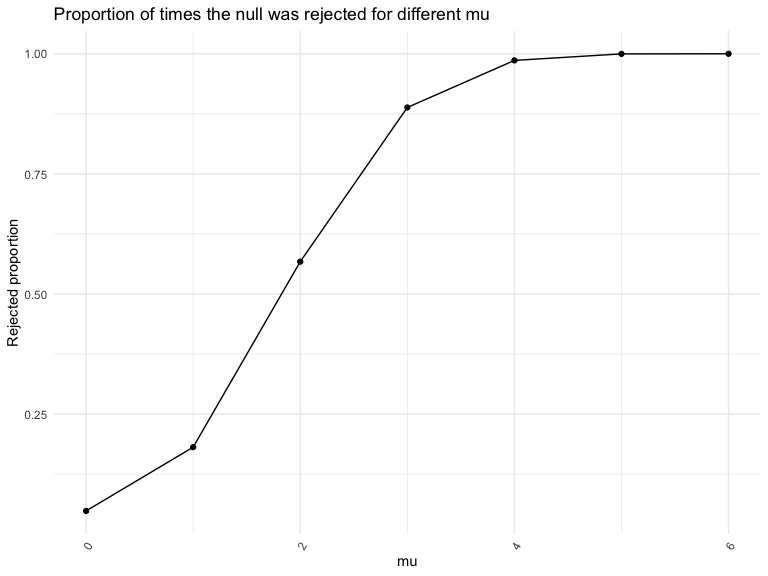 Proportion of times the null was rejected for different mu
1.00
0.75
0.50
0.25
Rejected proportion
0 2 4 6
mu